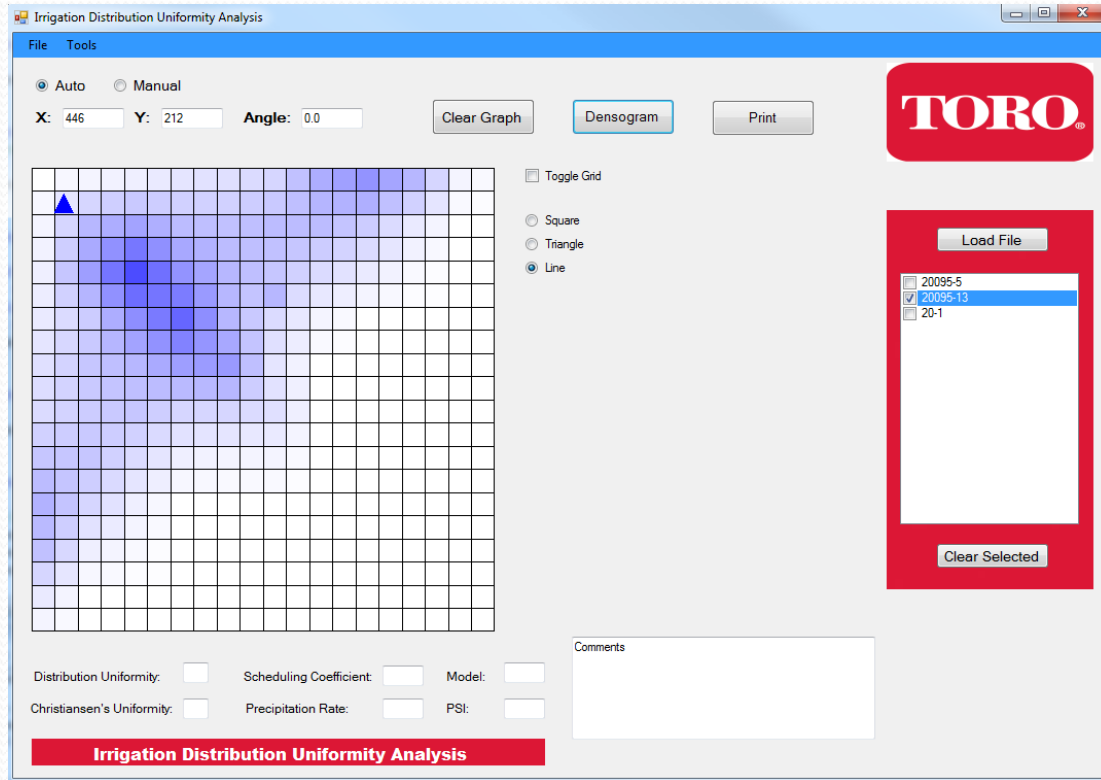 Irrigation Distribution Uniformity Analysis
File Tools
Auto Manual
X: 446 Y: 212 Angle: 0.0
Clear Graph Densogram Print
TORO®
Toggle Grid
Square
Triangle
Line
Load File
20095-5
20095-13
20-1
Clear Selected
Comments
Distribution Uniformity: Scheduling Coefficient: Model:
Christiansen's Uniformity: Precipitation Rate: PSI:
Irrigation Distribution Uniformity Analysis